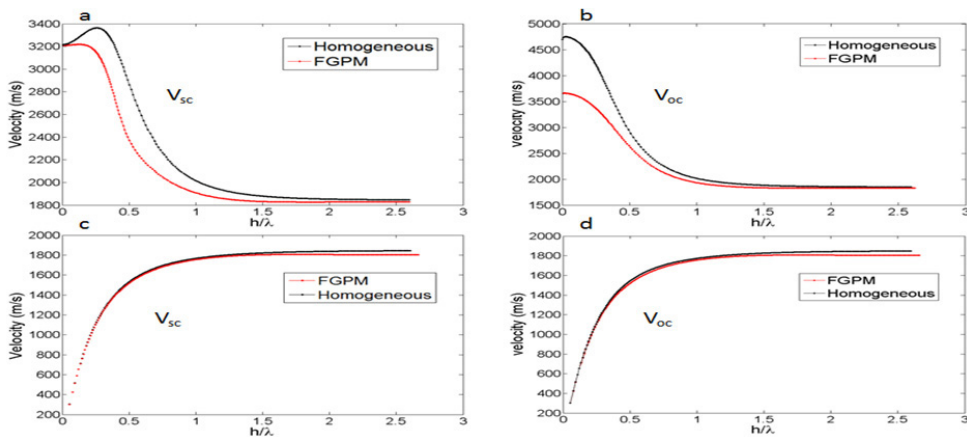 a
3400
3200
3000
2800
2600
2400
2200
2000
1800
Velocity (m/s)
Homogeneous
FGPM
Vsc
0
0.5
1
1.5
2
2.5
3
h/λ
b
5000
4500
4000
3500
3000
2500
2000
1500
velocity (m/s)
Homogeneous
FGPM
Voc
0
0.5
1
1.5
2
2.5
3
h/λ
c
2000
1800
1600
1400
1200
1000
800
600
400
200
Velocity (m/s)
FGPM
Homogeneous
Vsc
0
0.5
1
1.5
2
2.5
3
h/λ
d
2000
1800
1600
1400
1200
1000
800
600
400
200
velocity (m/s)
FGPM
Homogeneous
Voc
0
0.5
1
1.5
2
2.5
3
h/λ